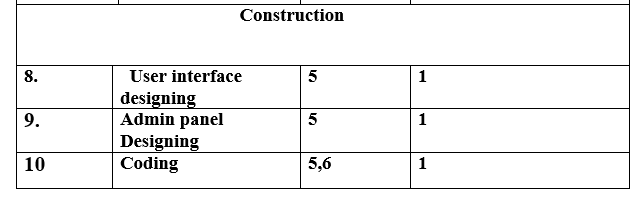 Construction
8. User interface 5 1
designing
9. Admin panel 5 1
Designing
10 Coding 5,6 1